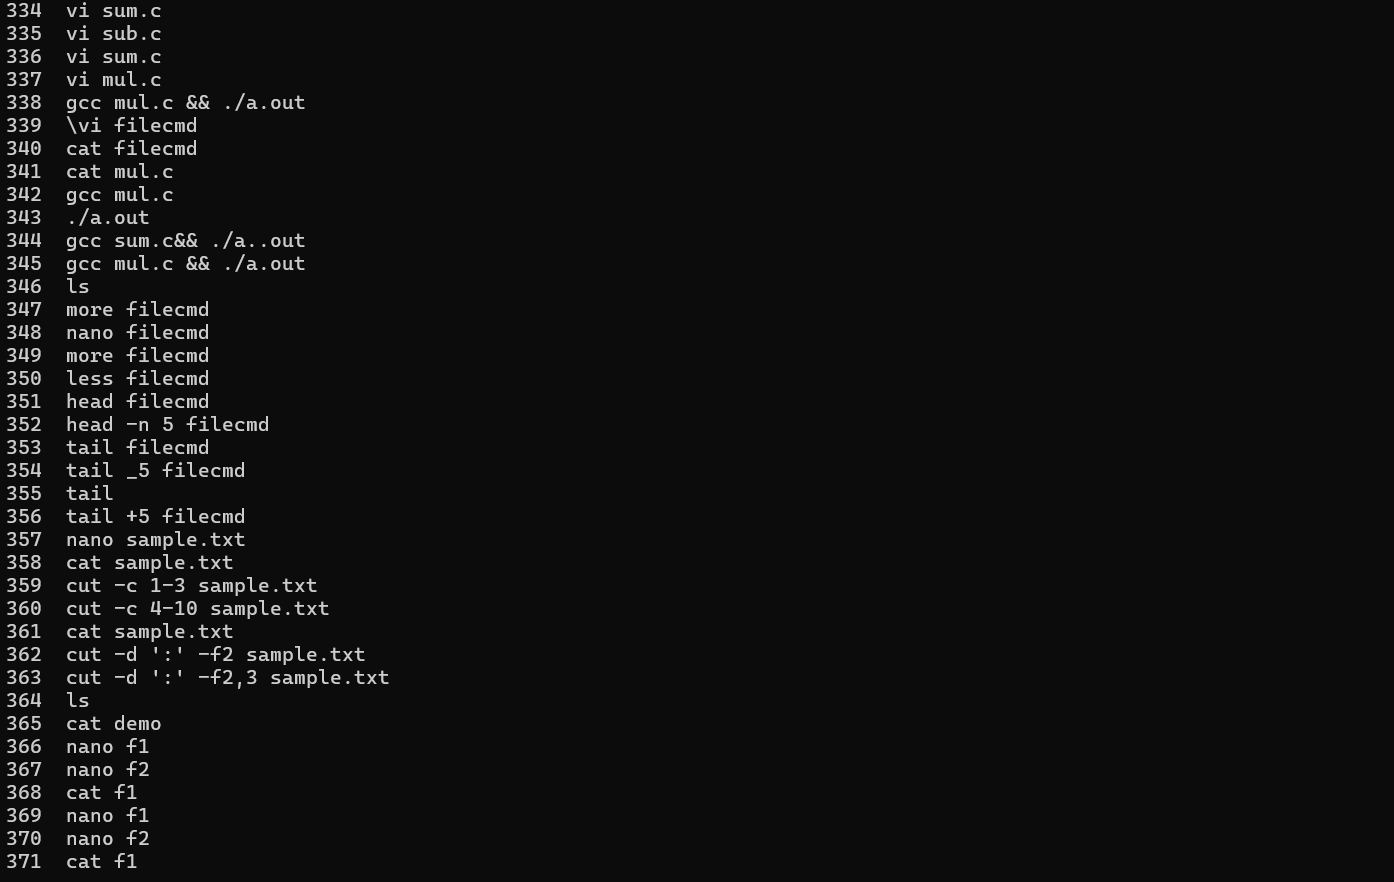 334  vi sum.c
335  vi sub.c
336  vi sum.c
337  vi mul.c
338  gcc mul.c && ./a.out
339  \vi filecmd
340  cat filecmd
341  cat mul.c
342  gcc mul.c
343  ./a.out
344  gcc sum.c&& ./a..out
345  gcc mul.c && ./a.out
346  ls
347  more filecmd
348  nano filecmd
349  more filecmd
350  less filecmd
351  head filecmd
352  head -n 5 filecmd
353  tail filecmd
354  tail _5 filecmd
355  tail
356  tail +5 filecmd
357  nano sample.txt
358  cat sample.txt
359  cut -c 1-3 sample.txt
360  cut -c 4-10 sample.txt
361  cat sample.txt
362  cut -d ':' -f2 sample.txt
363  cut -d ':' -f2,3 sample.txt
364  ls
365  cat demo
366  nano f1
367  nano f2
368  cat f1
369  nano f1
370  nano f2
371  cat f1